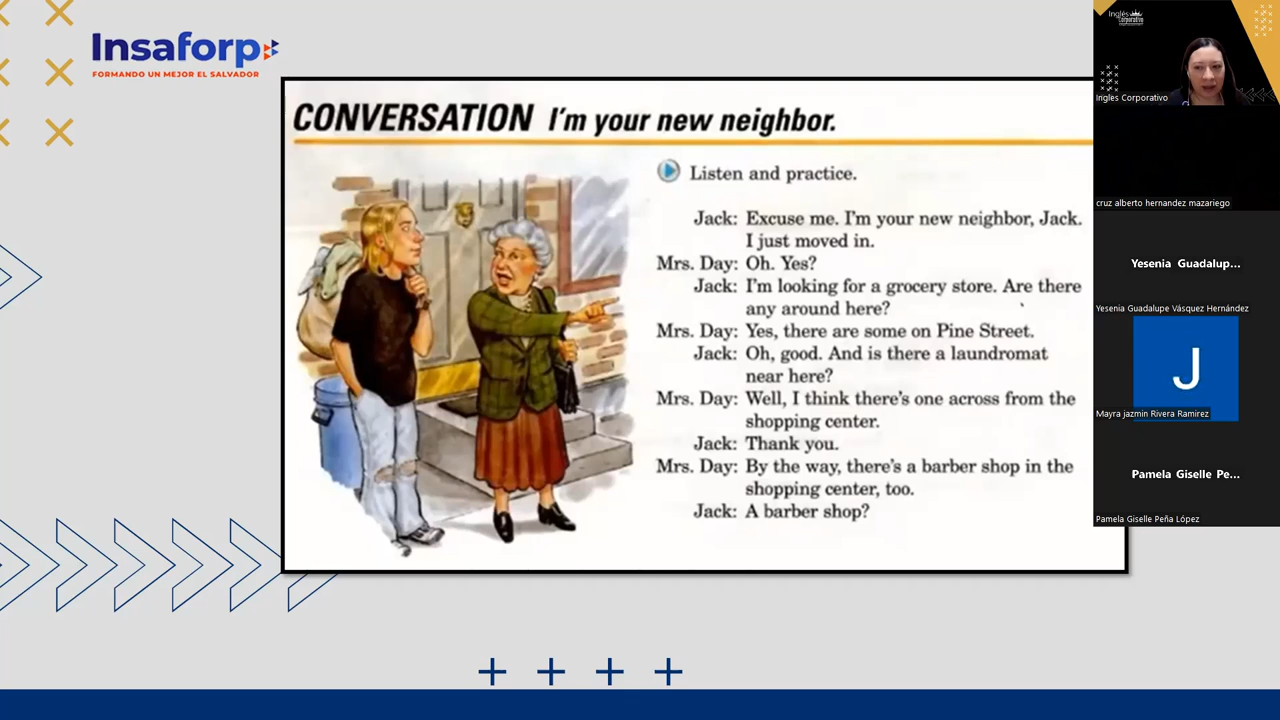 Insaforp
FORMANDO UN MEJOR EL SALVADOR
CONVERSATION I'm your new neighbor.
Listen and practice.
Jack: Excuse me. I'm your new neighbor, Jack.
I just moved in.
Mrs. Day: Oh. Yes?
Jack: I'm looking for a grocery store. Are there
any around here?
Mrs. Day: Yes, there are some on Pine Street.
Jack: Oh, good. And is there a laundromat
near here?
Mrs. Day: Well, I think there's one across from the
shopping center.
Jack: Thank you.
Mrs. Day: By the way, there's a barber shop in the
shopping center, too.
Jack: A barber shop?
Inglés
Corporativo
Ingles Corporativo
cruz alberto hernandez mazariego
Yesenia Guadalup...
Yesenia Guadalupe Vásquez Hernández
J
Mayra jazmin Rivera Ramirez
Pamela Giselle Pe...
Pamela Giselle Peña López